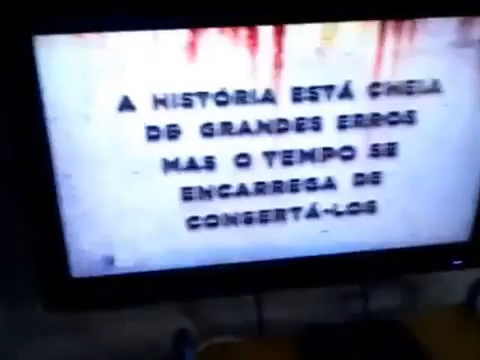 A HISTÓRIA ESTÁ CHEIA
DE GRANDES ERROS
MAS O TEMPO SE
ENCARREGA DE
CONSERTÁ-LOS